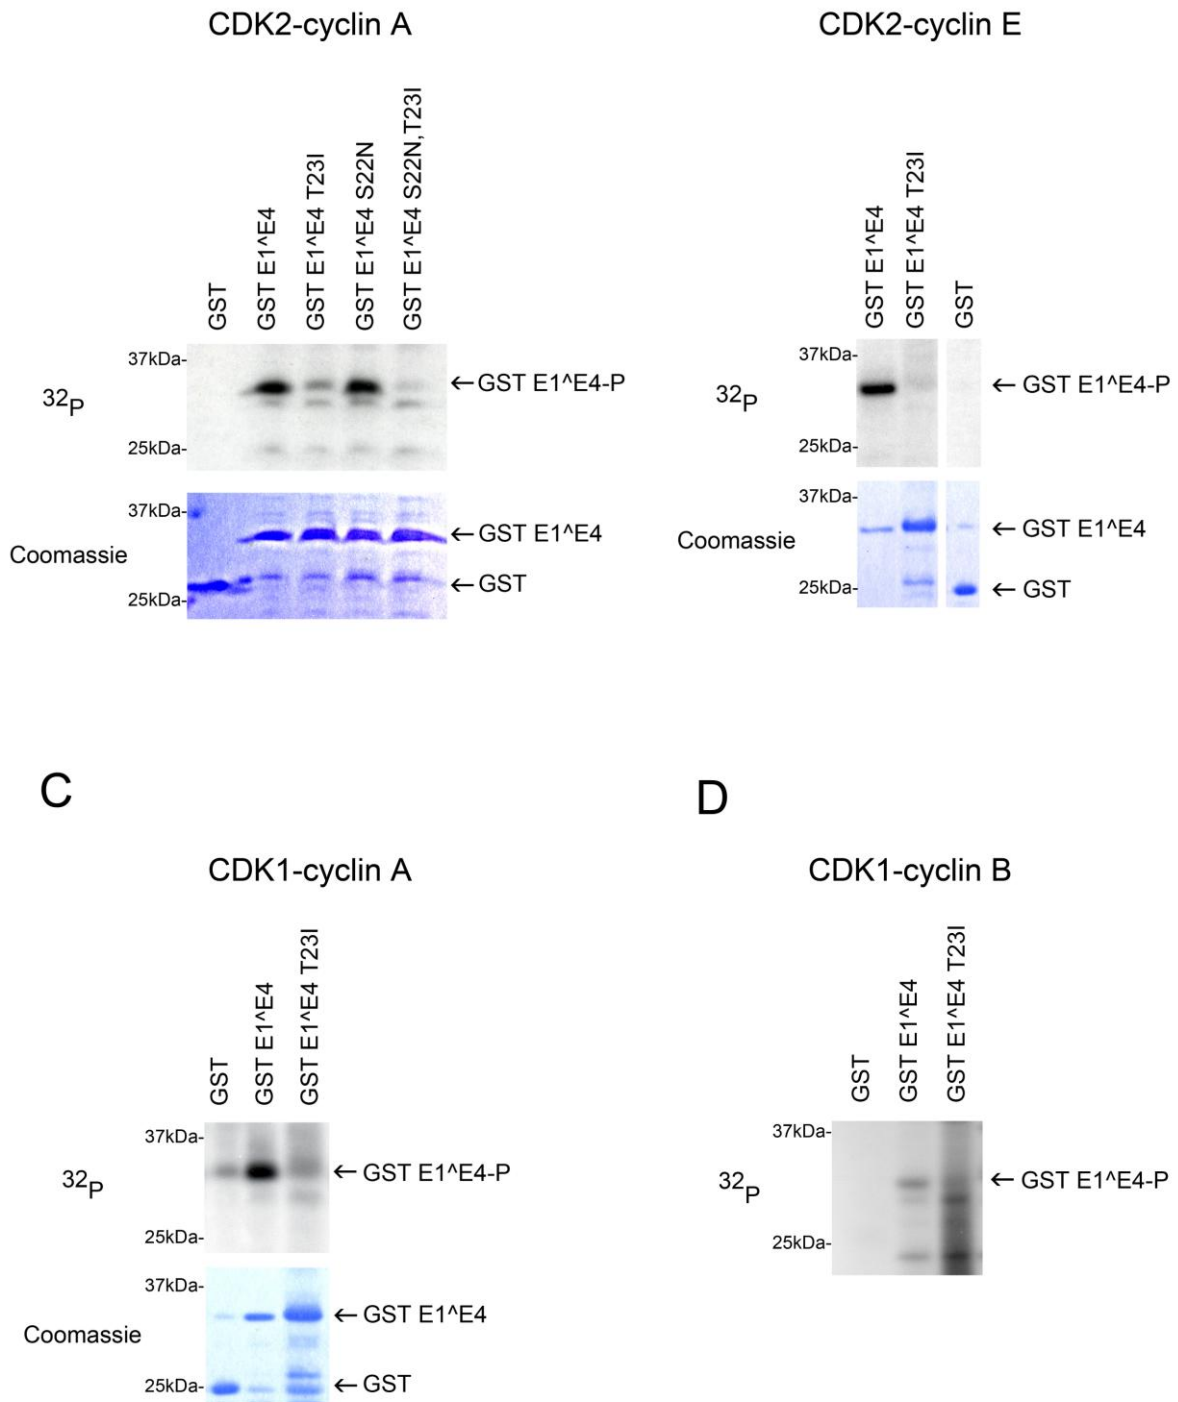 CDK2-cyclin A
GST
GST E1^E4
GST E1^E4 T23I
GST E1^E4 S22N
GST E1^E4 S22N,T23I
37kDa-
32P
←GST E1^E4-P
25kDa-
37kDa-
←GST E1^E4
Coomassie
←GST
25kDa-
CDK2-cyclin E
GST E1^E4
GST E1^E4 T23I
GST
37kDa-
← GST E1^E4-P
32P
25kDa-
37kDa-
← GST E1^E4
Coomassie
25kDa-
← GST
C
CDK1-cyclin A
GST
GST E1^E4
GST E1^E4 T23I
37kDa-
32P
← GST E1^E4-P
25kDa-
37kDa-
← GST E1^E4
Coomassie
25kDa-
← GST
D
CDK1-cyclin B
GST
GST E1^E4
GST E1^E4 T23I
37kDa-
32P
← GST E1^E4-P
25kDa-